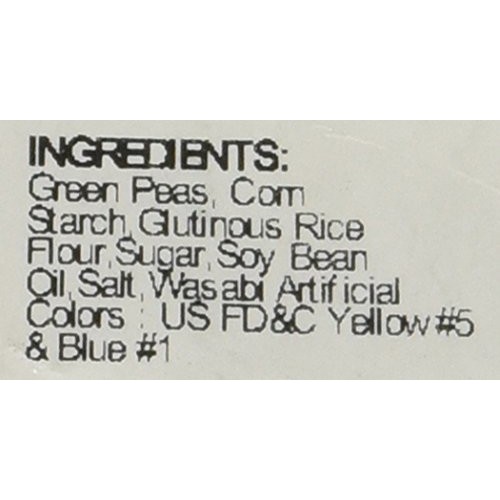 INGREDIENTS:
Green Peas, Corn
Starch, Glutinous Rice
Flour, Sugar, Soy Bean
Oil, Salt, Wasabi Artificial
Colors : US FD&C Yellow #5
& Blue #1